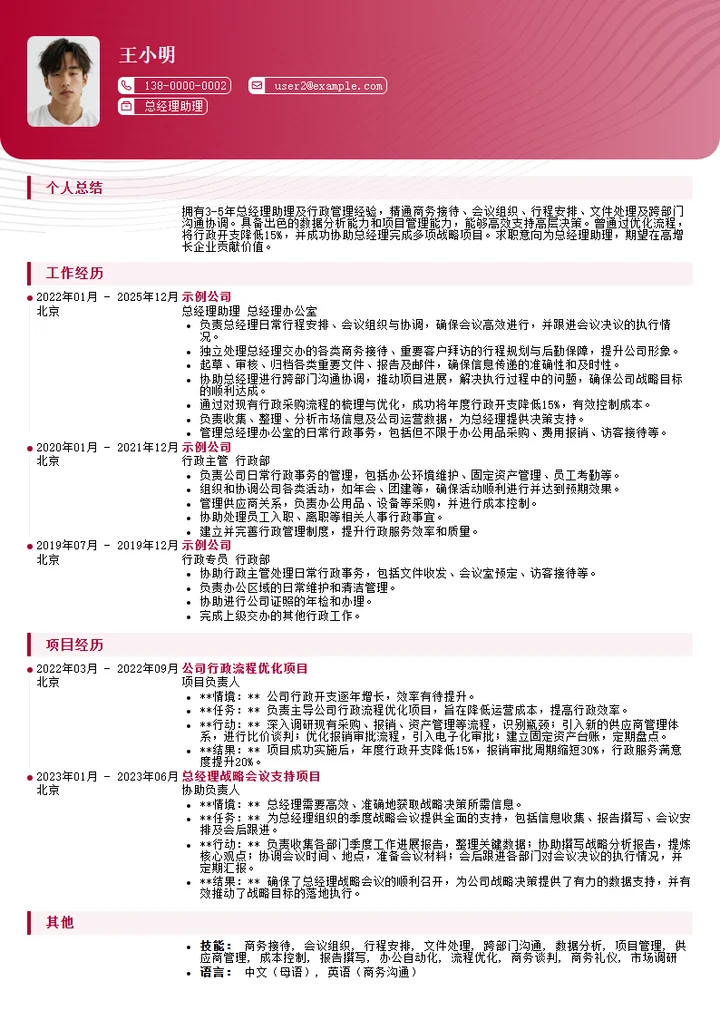 王小明
138-0000-0002
user2@example.com
总经理助理
个人总结
拥有3-5年总经理助理及行政管理经验，精通商务接待、会议组织、行程安排、文件处理及跨部门
沟通协调。具备出色的数据分析能力和项目管理能力，能够高效支持高层决策。曾通过优化流程，
将行政开支降低15%，并成功协助总经理完成多项战略项目。求职意向为总经理助理，期望在高增
长企业贡献价值。
工作经历
2022年01月 - 2025年12月 示例公司
北京
总经理助理 总经理办公室
• 负责总经理日常行程安排、会议组织与协调，确保会议高效进行，并跟进会议决议的执行情
况。
• 独立处理总经理交办的各类商务接待、重要客户拜访的行程规划与后勤保障，提升公司形象。
• 起草、审核、归档各类重要文件、报告及邮件，确保信息传递的准确性和及时性。
• 协助总经理进行跨部门沟通协调，推动项目进展，解决执行过程中的问题，确保公司战略目标
的顺利达成。
• 通过对现有行政采购流程的梳理与优化，成功将年度行政开支降低15%，有效控制成本。
• 负责收集、整理、分析市场信息及公司运营数据，为总经理提供决策支持。
• 管理总经理办公室的日常行政事务，包括但不限于办公用品采购、费用报销、访客接待等。
2020年01月 - 2021年12月 示例公司
北京
行政主管 行政部
• 负责公司日常行政事务的管理，包括办公环境维护、固定资产管理、员工考勤等。
• 组织和协调公司各类活动，如年会、团建等，确保活动顺利进行并达到预期效果。
• 管理供应商关系，负责办公用品、设备等采购，并进行成本控制。
• 协助处理员工入职、离职等相关人事行政事宜。
• 建立并完善行政管理制度，提升行政服务效率和质量。
2019年07月 - 2019年12月 示例公司
北京
行政专员 行政部
• 协助行政主管处理日常行政事务，包括文件收发、会议室预定、访客接待等。
• 负责办公区域的日常维护和清洁管理。
• 协助进行公司证照的年检和办理。
• 完成上级交办的其他行政工作。
项目经历
2022年03月 - 2022年09月 公司行政流程优化项目
北京
项目负责人
• **情境：** 公司行政开支逐年增长，效率有待提升。
• **任务：** 负责主导公司行政流程优化项目，旨在降低运营成本，提高行政效率。
• **行动：** 深入调研现有采购、报销、资产管理等流程，识别瓶颈；引入新的供应商管理体
系，进行比价谈判；优化报销审批流程，引入电子化审批；建立固定资产台账，定期盘点。
• **结果：** 项目成功实施后，年度行政开支降低15%，报销审批周期缩短30%，行政服务满意
度提升20%。
2023年01月 - 2023年06月 总经理战略会议支持项目
北京
协助负责人
• **情境：** 总经理需要高效、准确地获取战略决策所需信息。
• **任务：** 为总经理组织的季度战略会议提供全面的支持，包括信息收集、报告撰写、会议安
排及会后跟进。
• **行动：** 负责收集各部门季度工作进展报告，整理关键数据；协助撰写战略分析报告，提炼
核心观点；协调会议时间、地点，准备会议材料；会后跟进各部门对会议决议的执行情况，并
定期汇报。
• **结果：** 确保了总经理战略会议的顺利召开，为公司战略决策提供了有力的数据支持，并有
效推动了战略目标的落地执行。
其他
• 技能： 商务接待, 会议组织, 行程安排, 文件处理, 跨部门沟通, 数据分析, 项目管理, 供
应商管理, 成本控制, 报告撰写, 办公自动化, 流程优化, 商务谈判, 商务礼仪, 市场调研
• 语言： 中文（母语）, 英语（商务沟通）